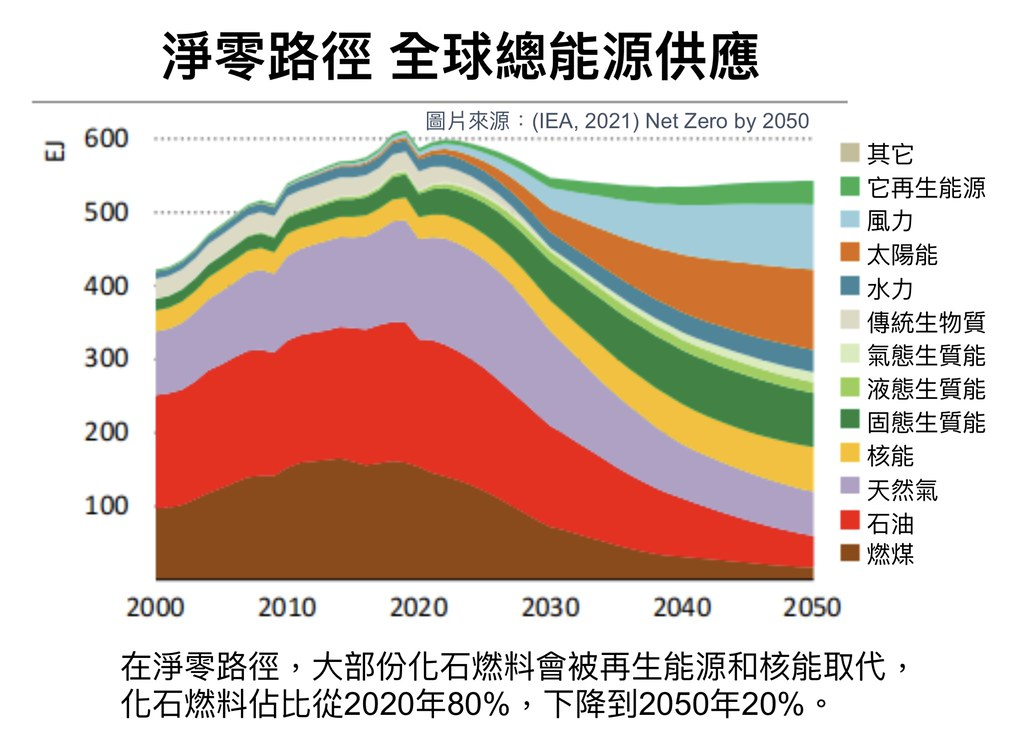 淨零路徑 全球總能源供應
圖片來源：(IEA, 2021) Net Zero by 2050
EJ
600
500
400
300
200
100
2000 2010 2020 2030 2040 2050
其它
它再生能源
風力
太陽能
水力
傳統生物質
氣態生質能
液態生質能
固態生質能
核能
天然氣
石油
燃煤
在淨零路徑，大部份化石燃料會被再生能源和核能取代，
化石燃料佔比從2020年80%，下降到2050年20%。